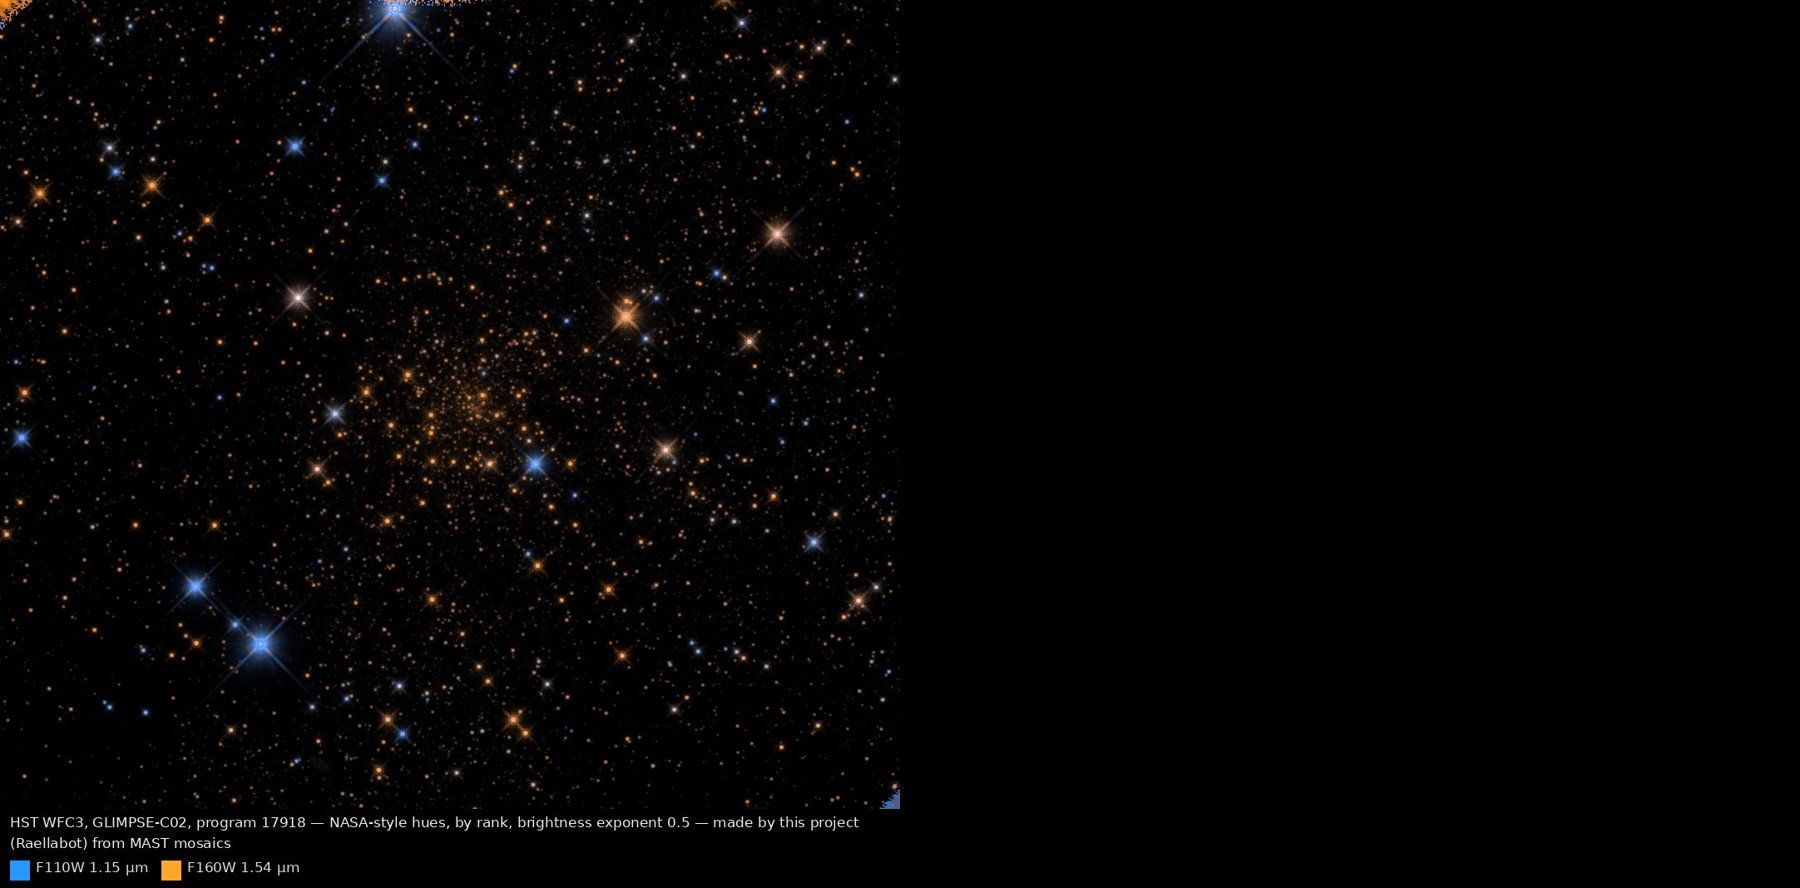 HST WFC3, GLIMPSE-C02, program 17918 — NASA-style hues, by rank, brightness exponent 0.5 — made by this project
(Raellabot) from MAST mosaics
F110W 1.15 µm F160W 1.54 µm